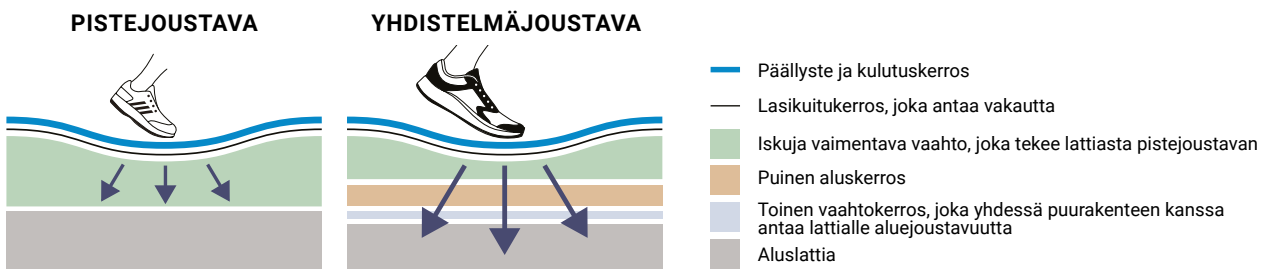 PISTEJOUSTAVA
YHDISTELMÄJOUSTAVA
Päällyste ja kulutuskerros
Lasikuitukerros, joka antaa vakautta
Iskuja vaimentava vaahto, joka tekee lattiasta pistejoustavan
Puinen aluskerros
Toinen vaahtokerros, joka yhdessä puurakenteen kanssa
antaa lattialle aluejoustavuutta
Aluslattia